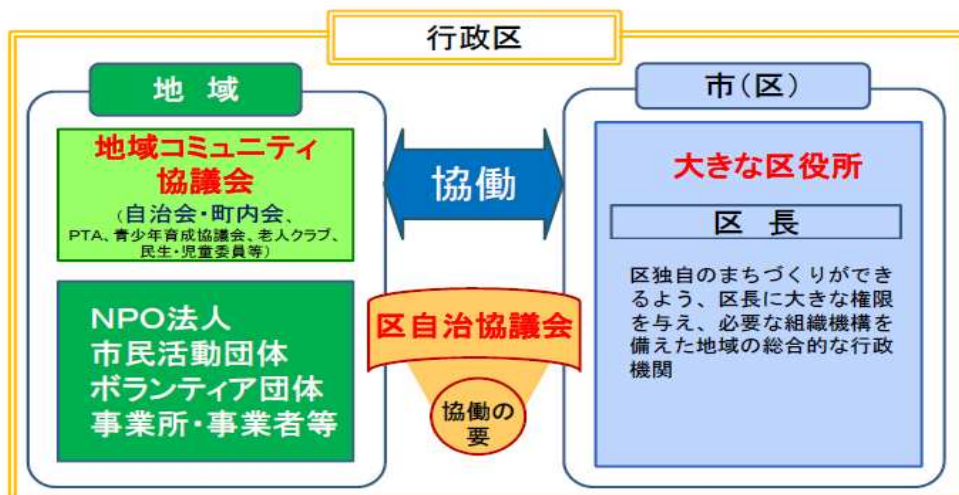 行政区
地域
地域コミュニティ
協議会
(自治会・町内会、
PTA、青少年育成協議会、老人クラブ、
民生・児童委員等)
NPO法人
市民活動団体
ボランティア団体
事業所・事業者等
協働
区自治協議会
協働の
要
市(区)
大きな区役所
区長
区独自のまちづくりができ
るよう、区長に大きな権限
を与え、必要な組織機構を
備えた地域の総合的な行政
機関